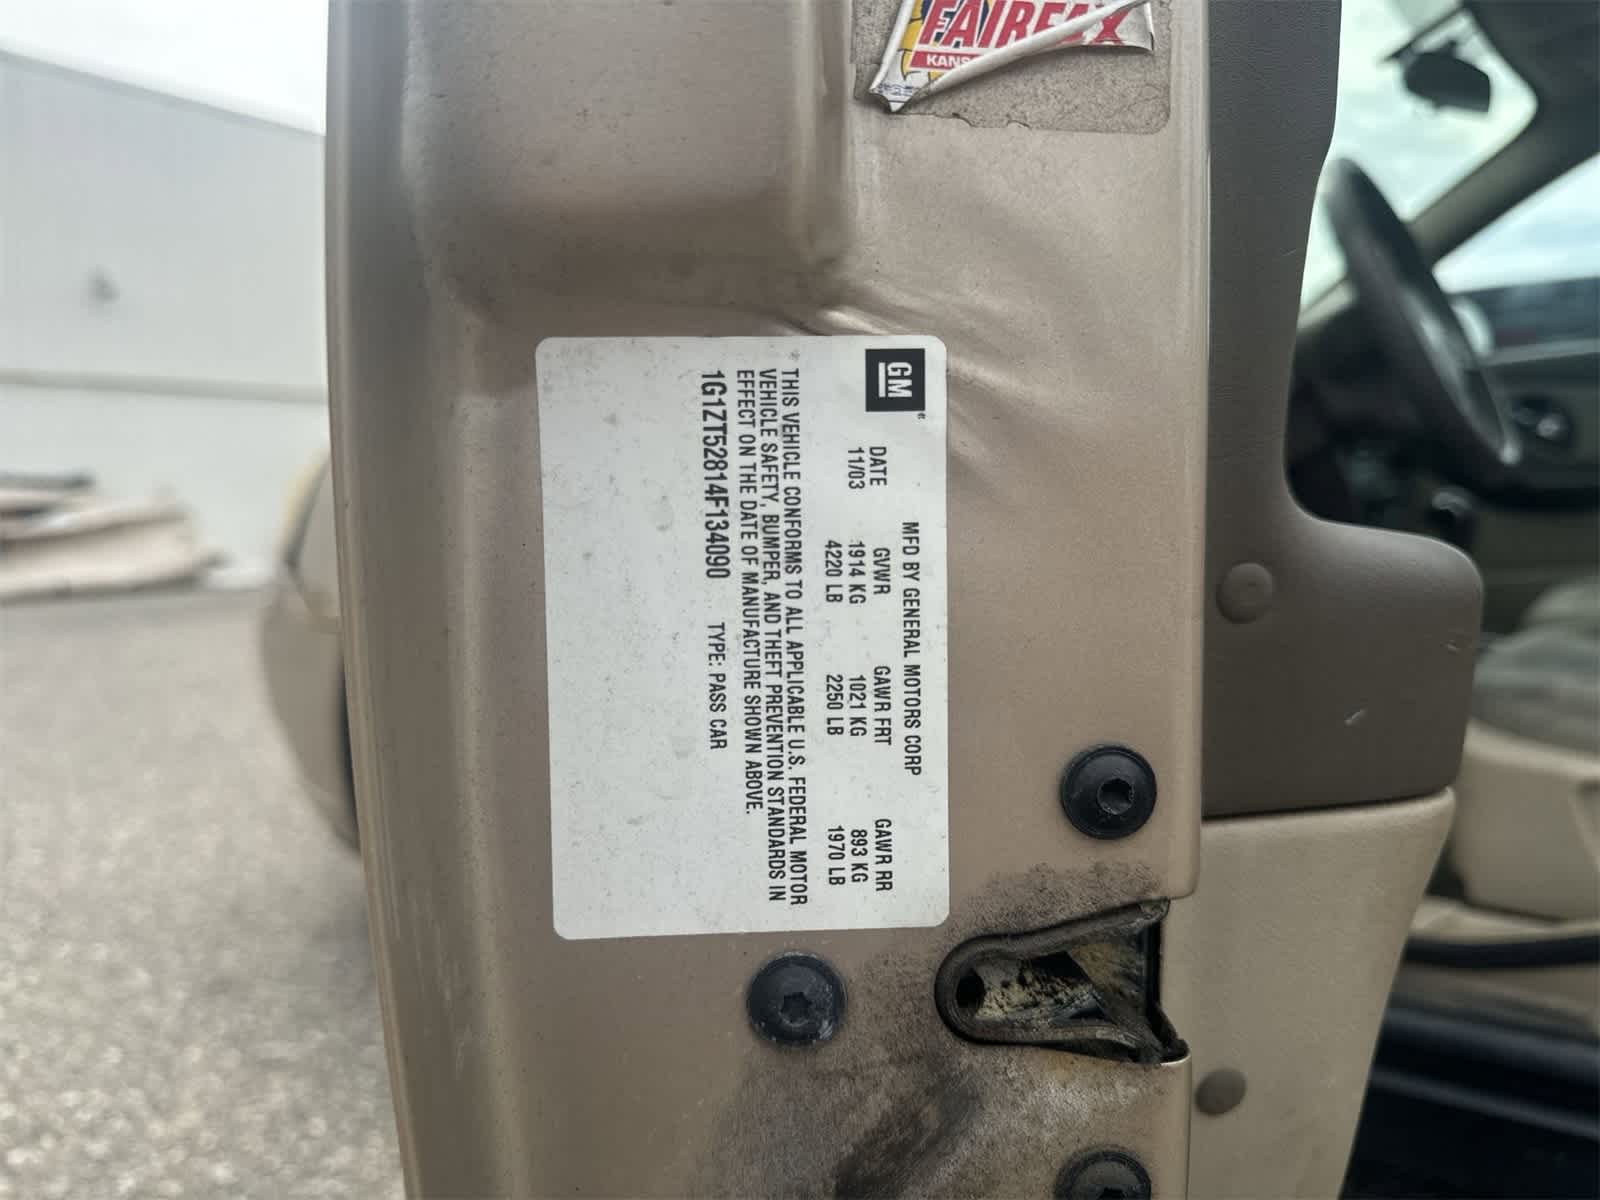 FAIRFAX
GM
MFD BY GENERAL MOTORS CORP
DATE GVWR GAWR FRT GAWR RR
11/03 1914 KG 1021 KG 893 KG
4220 LB 2250 LB 1970 LB
THIS VEHICLE CONFORMS TO ALL APPLICABLE U.S. FEDERAL MOTOR
VEHICLE SAFETY, BUMPER, AND THEFT PREVENTION STANDARDS IN
EFFECT ON THE DATE OF MANUFACTURE SHOWN ABOVE.
1G1ZT52814F134090 TYPE: PASS CAR